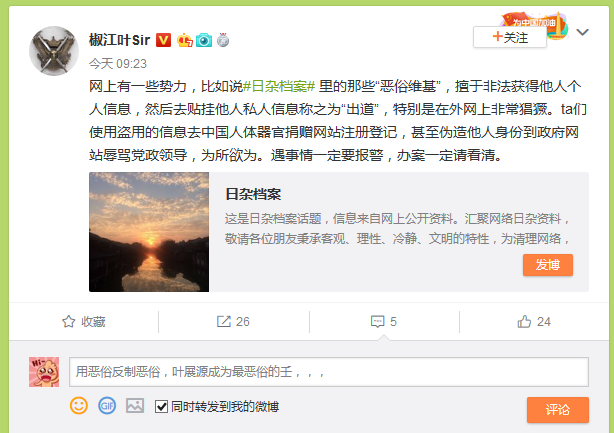 为中国加油
+关注
椒江叶Sir
今天 09:23
网上有一些势力，比如说#日杂档案# 里的那些“恶俗维基”，擅于非法获得他人个
人信息，然后去贴挂他人私人信息称之为“出道”，特别是在外网上非常猖獗。ta们
使用盗用的信息去中国人体器官捐赠网站注册登记，甚至伪造他人身份到政府网
站辱骂党政领导，为所欲为。遇事情一定要报警，办案一定请看清。
日杂档案
这是日杂档案话题，信息来自网上公开资料。汇聚网络日杂资料，
敬请各位朋友秉承客观、理性、冷静、文明的特性，为清理网络，
发博
收藏
26
5
24
Hi~
用恶俗反制恶俗，叶展源成为最恶俗的壬，，，
GIF
同时转发到我的微博
评论